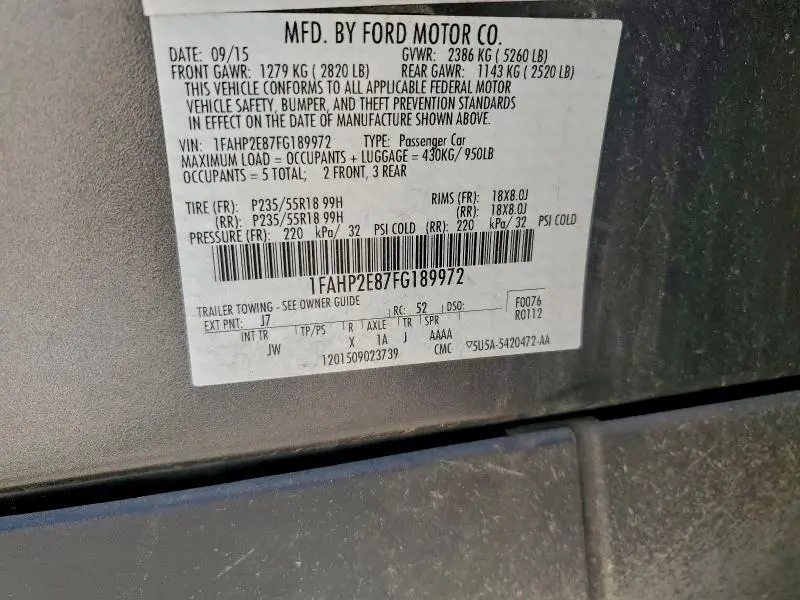 MFD. BY FORD MOTOR CO.
DATE: 09/15 GVWR: 2386 KG ( 5260 LB)
FRONT GAWR: 1279 KG ( 2820 LB) REAR GAWR: 1143 KG ( 2520 LB)
THIS VEHICLE CONFORMS TO ALL APPLICABLE FEDERAL MOTOR
VEHICLE SAFETY, BUMPER, AND THEFT PREVENTION STANDARDS
IN EFFECT ON THE DATE OF MANUFACTURE SHOWN ABOVE.
VIN: 1FAHP2E87FG189972 TYPE: Passenger Car
MAXIMUM LOAD = OCCUPANTS + LUGGAGE = 430KG/ 950LB
OCCUPANTS = 5 TOTAL; 2 FRONT, 3 REAR
TIRE (FR): P235/55R18 99H RIMS (FR): 18X8.0J
(RR): P235/55R18 99H (RR): 18X8.0J
PRESSURE (FR): 220 kPa/ 32 PSI COLD (RR): 220 kPa/ 32 PSI COLD
1FAHP2E87FG189972
TRAILER TOWING - SEE OWNER GUIDE
EXT PNT: J7 RC: 52 DSO: F0076
INT TR TP/PS R AXLE TR SPR R0112
JW X 1A J AAAA
1201509023739 CMC ▽5U5A-5420472-AA